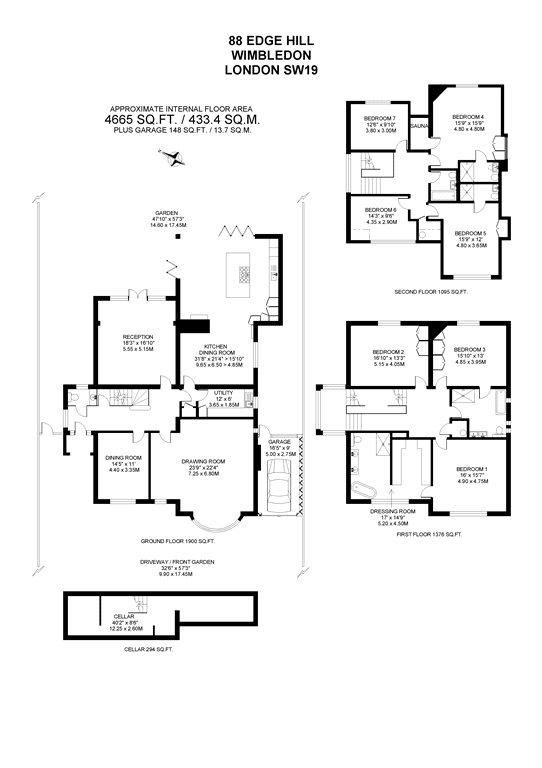 88 EDGE HILL
WIMBLEDON
LONDON SW19
APPROXIMATE INTERNAL FLOOR AREA
4665 SQ.FT. / 433.4 SQ.M.
PLUS GARAGE 148 SQ.FT. / 13.7 SQ.M.
GARDEN
47'10" x 57'3"
14.60 x 17.45M
RECEPTION
18'3" x 16'10"
5.55 x 5.15M
KITCHEN
DINING ROOM
31'8" x 21'4" > 15'10"
9.65 x 6.50 > 4.85M
UTILITY
12' x 6'
3.65 x 1.85M
DINING ROOM
14'5" x 11'
4.40 x 3.35M
DRAWING ROOM
23'9" x 22'4"
7.25 x 6.80M
GARAGE
16'5" x 9'
5.00 x 2.75M
GROUND FLOOR 1900 SQ.FT.
DRIVEWAY / FRONT GARDEN
32'6" x 57'3"
9.90 x 17.45M
CELLAR
40'2" x 8'6"
12.25 x 2.60M
CELLAR 294 SQ.FT.
BEDROOM 7
12'6" x 9'10"
3.80 x 3.00M
SAUNA
BEDROOM 4
15'9" x 15'9"
4.80 x 4.80M
BEDROOM 6
14'3" x 9'6"
4.35 x 2.90M
BEDROOM 5
15'9" x 12'
4.80 x 3.65M
SECOND FLOOR 1095 SQ.FT.
BEDROOM 2
16'10" x 13'3"
5.15 x 4.05M
BEDROOM 3
15'10" x 13'
4.85 x 3.95M
BEDROOM 1
16' x 15'7"
4.90 x 4.75M
DRESSING ROOM
17' x 14'9"
5.20 x 4.50M
FIRST FLOOR 1376 SQ.FT.